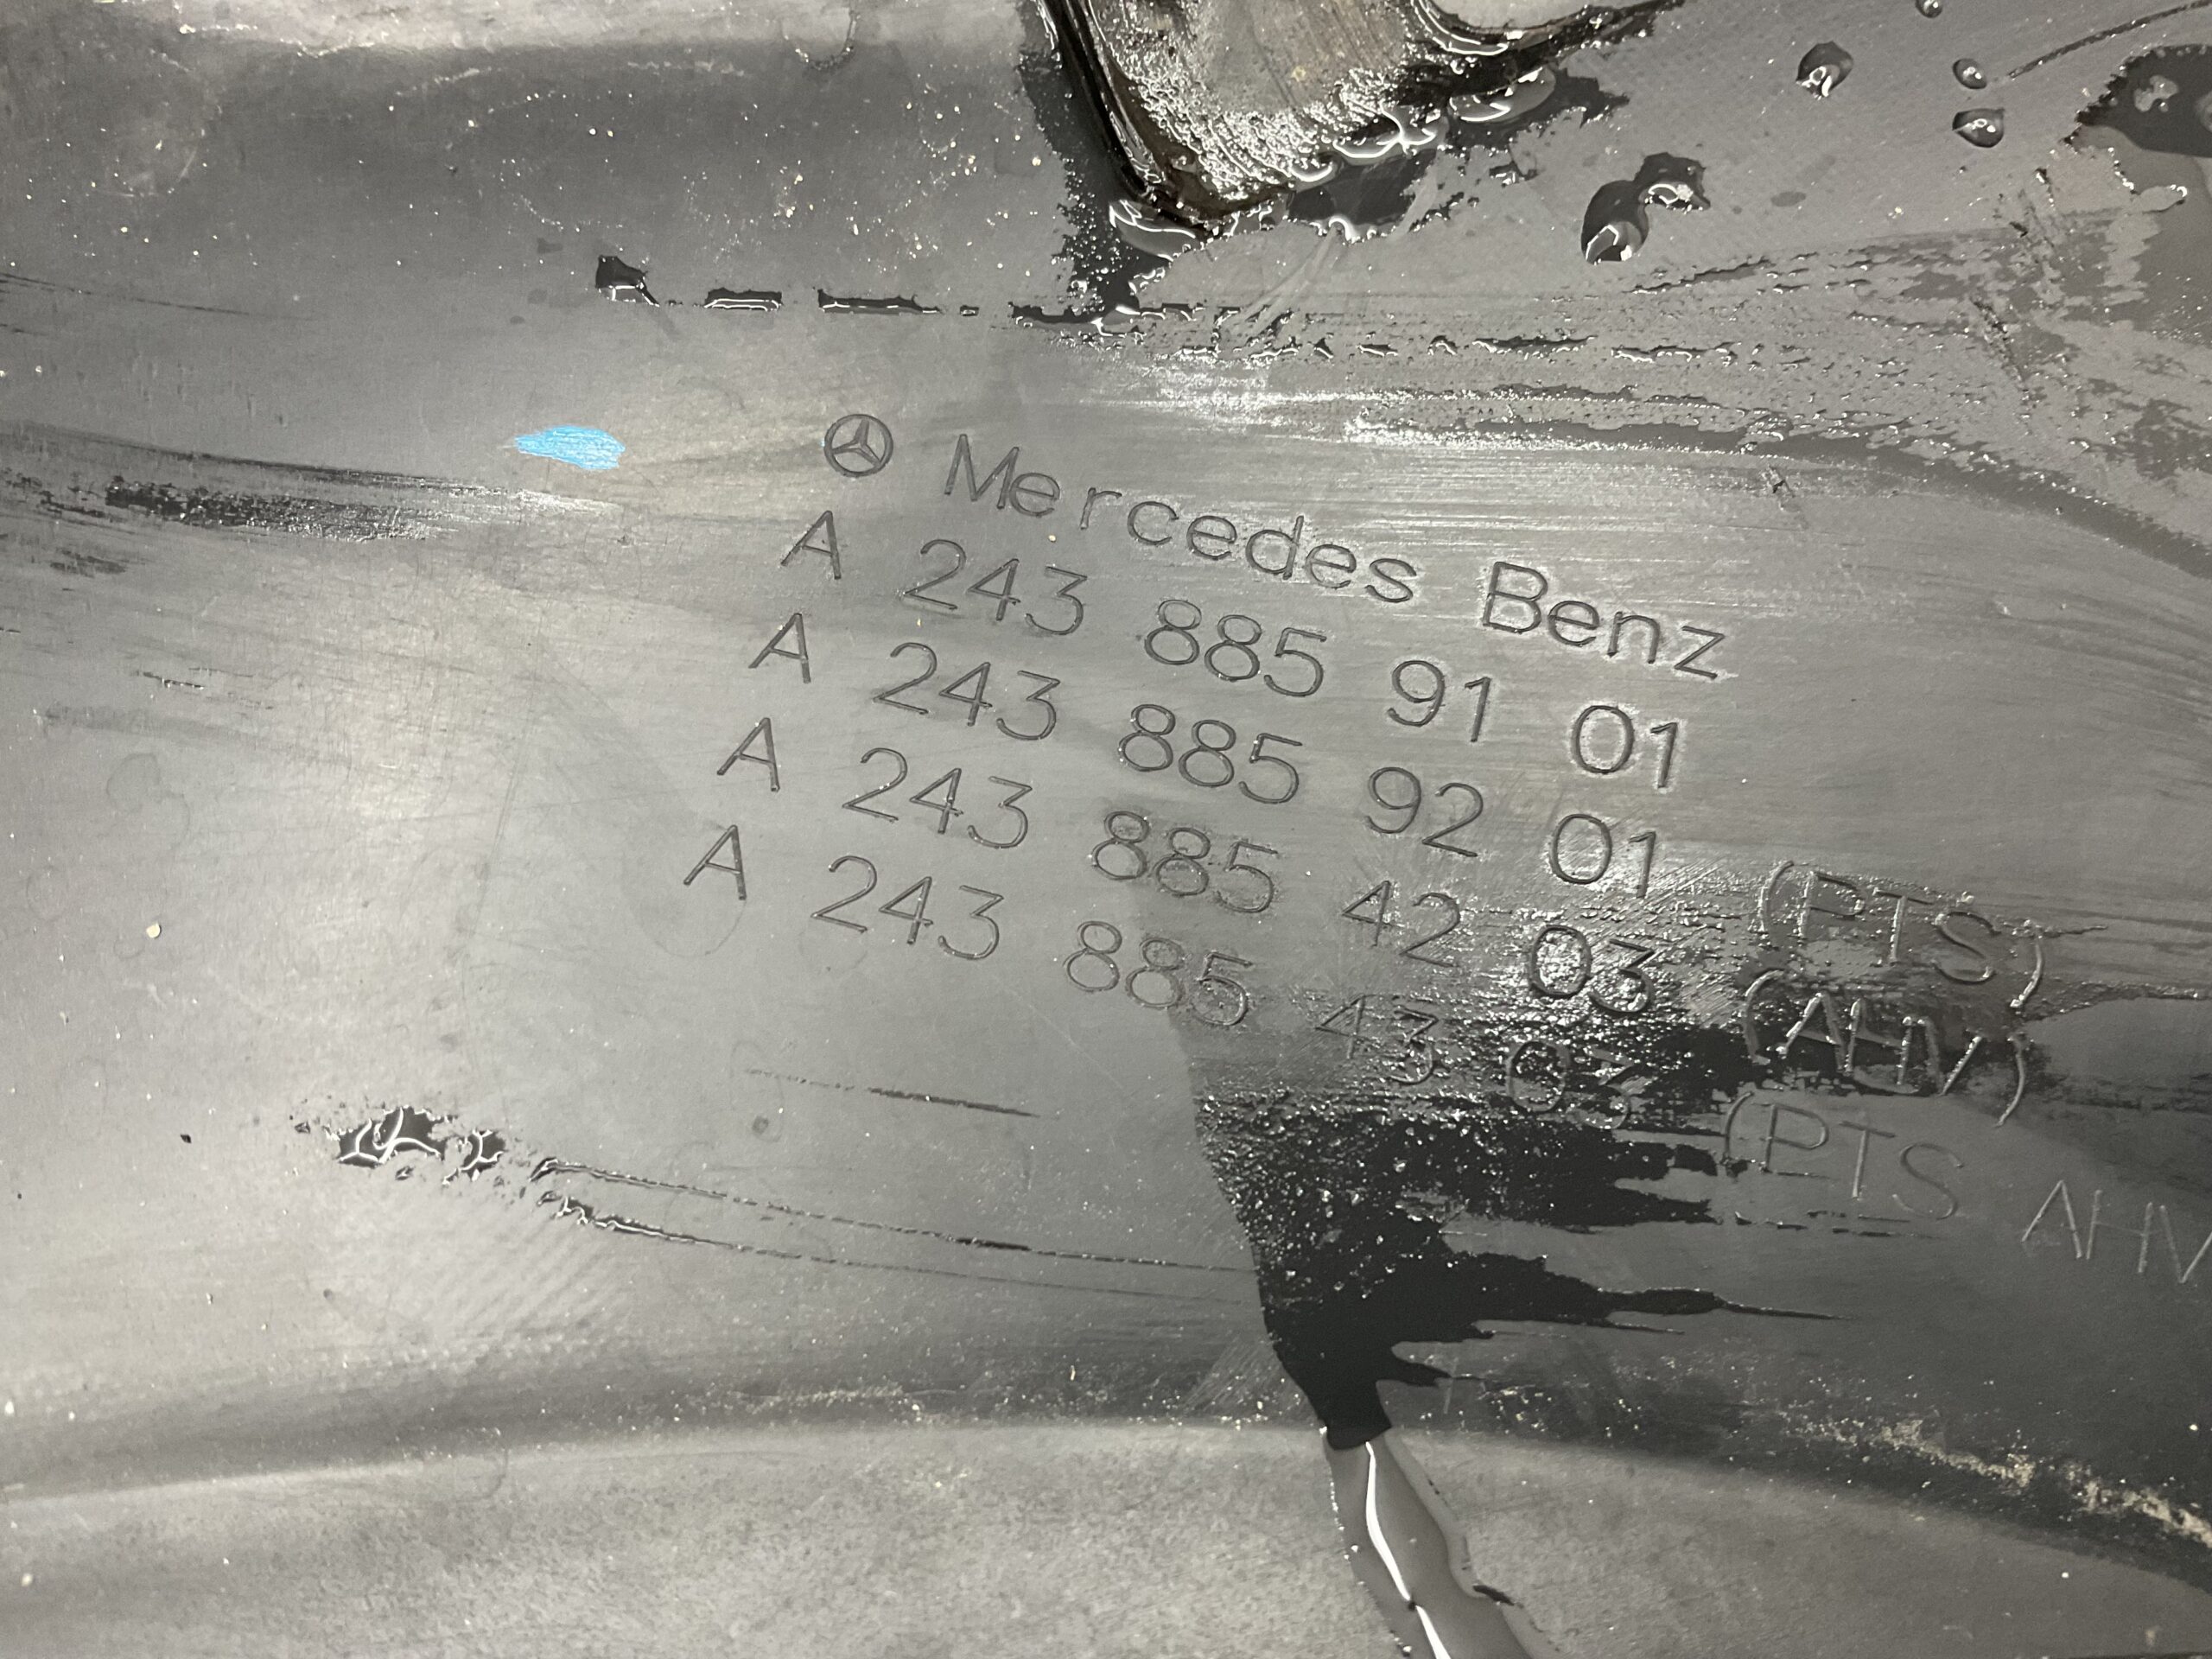 Mercedes Benz
A 243 885 91 01
A 243 885 92 01 (PTS)
A 243 885 42 03 (AHV)
A 243 885 43 03 (PTS AHV